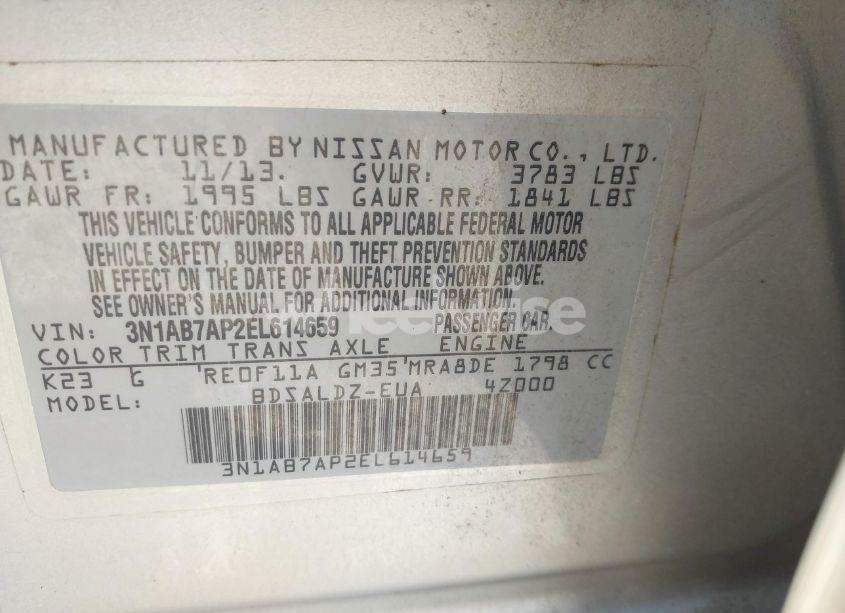 MANUFACTURED BY NISSAN MOTOR CO., LTD.
DATE: 11/13. GVWR: 3783 LBS
GAWR FR: 1995 LBS GAWR RR: 1841 LBS
THIS VEHICLE CONFORMS TO ALL APPLICABLE FEDERAL MOTOR
VEHICLE SAFETY, BUMPER AND THEFT PREVENTION STANDARDS
IN EFFECT ON THE DATE OF MANUFACTURE SHOWN ABOVE.
SEE OWNER'S MANUAL FOR ADDITIONAL INFORMATION.
VIN: 3N1AB7AP2EL614659 PASSENGER CAR.
COLOR TRIM TRANS AXLE ENGINE
K23 G RE0F11A GM35 MRA8DE 1798 CC
MODEL: BDSALDZ-EUA 4Z000
3N1AB7AP2EL614659